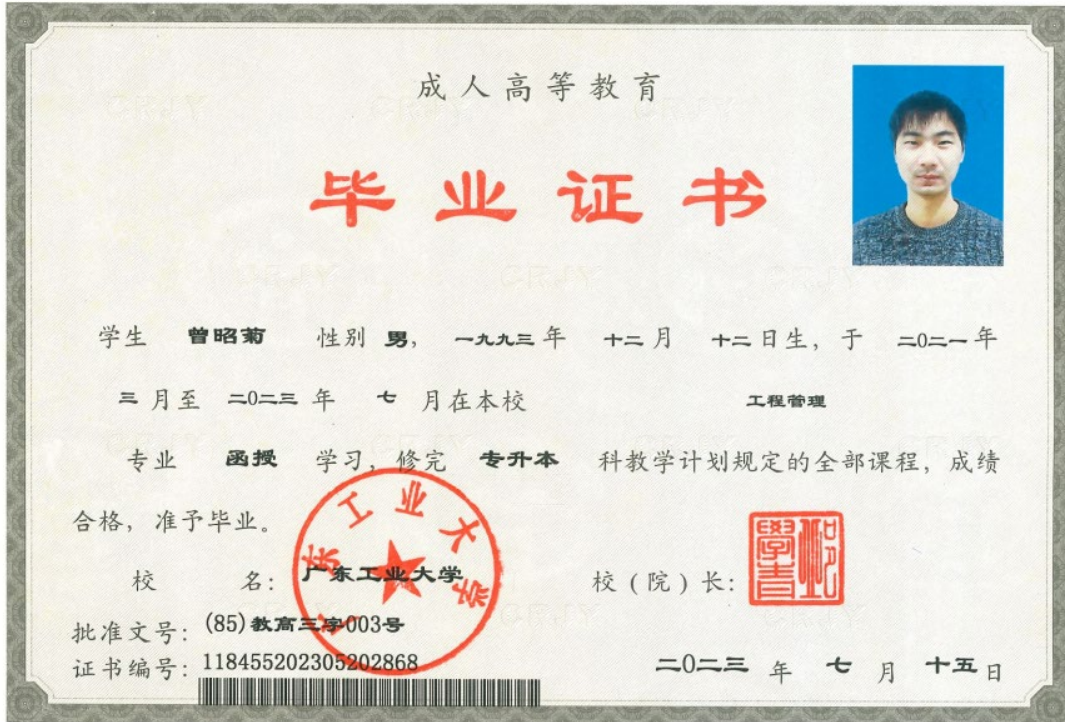 成人高等教育
毕业证书
学生 曾昭菊 性别 男, 一九九三年 十二月 十二日生, 于 二0二一年
三月至 二0二三年 七 月在本校 工程管理
专业 函授 学习, 修完 专升本 科教学计划规定的全部课程, 成绩
合格, 准予毕业。
校 名: 广东工业大学 校(院)长:
广东工业大学
批准文号: (85)教高三字003号
证书编号: 118455202305202868
二0二三 年 七 月 十五日